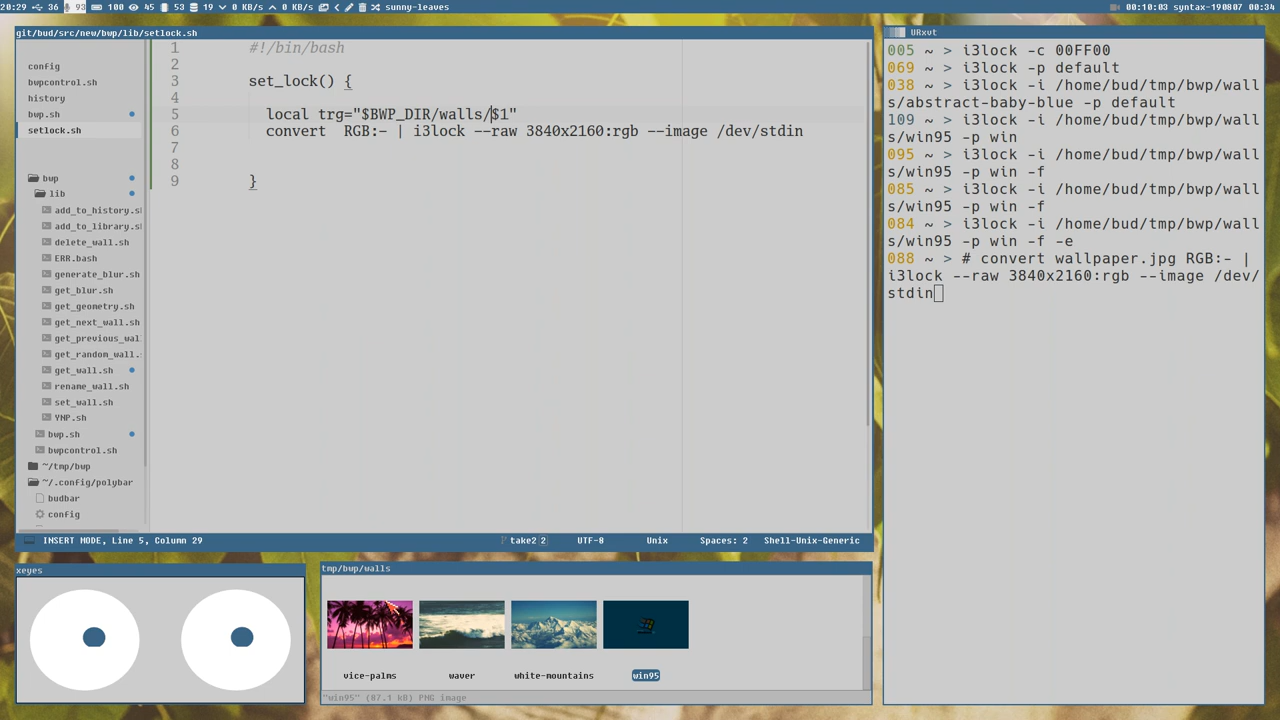 20:29 36 93 100 45 53 19 0 KB/s 0 KB/s sunny-leaves 00:10:03 syntax-190807 00:34
git/bud/src/new/bwp/lib/setlock.sh
config
bwpcontrol.sh
history
bwp.sh
setlock.sh
bwp
lib
add_to_history.s
add_to_library.s
delete_wall.sh
ERR.bash
generate_blur.sh
get_blur.sh
get_geometry.sh
get_next_wall.sh
get_previous_wal
get_random_wall.
get_wall.sh
rename_wall.sh
set_wall.sh
YNP.sh
bwp.sh
bwpcontrol.sh
~/tmp/bwp
~/.config/polybar
budbar
config
1 #!/bin/bash
2
3 set_lock() {
4
5 local trg="$BWP_DIR/walls/$1"
6 convert  RGB:- | i3lock --raw 3840x2160:rgb --image /dev/stdin
7
8
9 }
INSERT MODE, Line 5, Column 29 take2 2 UTF-8 Unix Spaces: 2 Shell-Unix-Generic
URxvt
005 ~ > i3lock -c 00FF00
069 ~ > i3lock -p default
038 ~ > i3lock -i /home/bud/tmp/bwp/wall
s/abstract-baby-blue -p default
109 ~ > i3lock -i /home/bud/tmp/bwp/wall
s/win95 -p win
095 ~ > i3lock -i /home/bud/tmp/bwp/wall
s/win95 -p win -f
085 ~ > i3lock -i /home/bud/tmp/bwp/wall
s/win95 -p win -f
084 ~ > i3lock -i /home/bud/tmp/bwp/wall
s/win95 -p win -f -e
088 ~ > # convert wallpaper.jpg RGB:- |
i3lock --raw 3840x2160:rgb --image /dev/
stdin
xeyes
tmp/bwp/walls
vice-palms waver white-mountains win95
"win95" (87.1 kB) PNG image